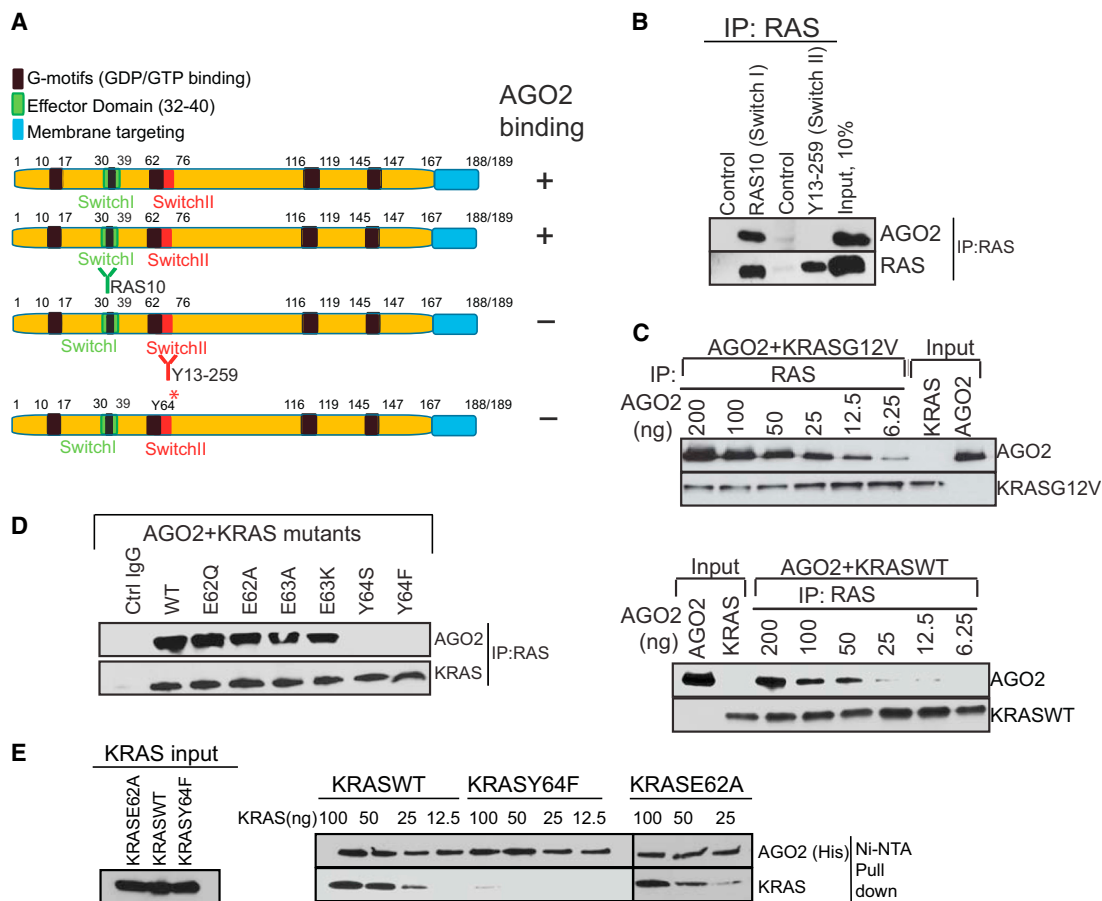 A
G-motifs (GDP/GTP binding)
Effector Domain (32-40)
Membrane targeting
AGO2
binding
1 10 17 30 39 62 76 116 119 145 147 167 188/189
SwitchI SwitchII
+
1 10 17 30 39 62 76 116 119 145 147 167 188/189
SwitchI SwitchII
+
RAS10
1 10 17 30 39 62 76 116 119 145 147 167 188/189
SwitchI SwitchII
−
Y13-259
*
1 10 17 30 39 Y64 116 119 145 147 167 188/189
SwitchI SwitchII
−
B
IP: RAS
Control
RAS10 (Switch I)
Control
Y13-259 (Switch II)
Input, 10%
AGO2
RAS
IP:RAS
C
AGO2+KRASG12V Input
IP: RAS
AGO2
(ng)
200 100 50 25 12.5 6.25 KRAS AGO2
AGO2
KRASG12V
Input AGO2+KRASWT
IP: RAS
AGO2
(ng)
AGO2 KRAS 200 100 50 25 12.5 6.25
AGO2
KRASWT
D
AGO2+KRAS mutants
Ctrl IgG WT E62Q E62A E63A E63K Y64S Y64F
AGO2
KRAS
IP:RAS
E
KRAS input
KRASE62A
KRASWT
KRASY64F
KRASWT KRASY64F KRASE62A
KRAS(ng) 100 50 25 12.5 100 50 25 12.5 100 50 25
AGO2 (His)
KRAS
Ni-NTA
Pull
down